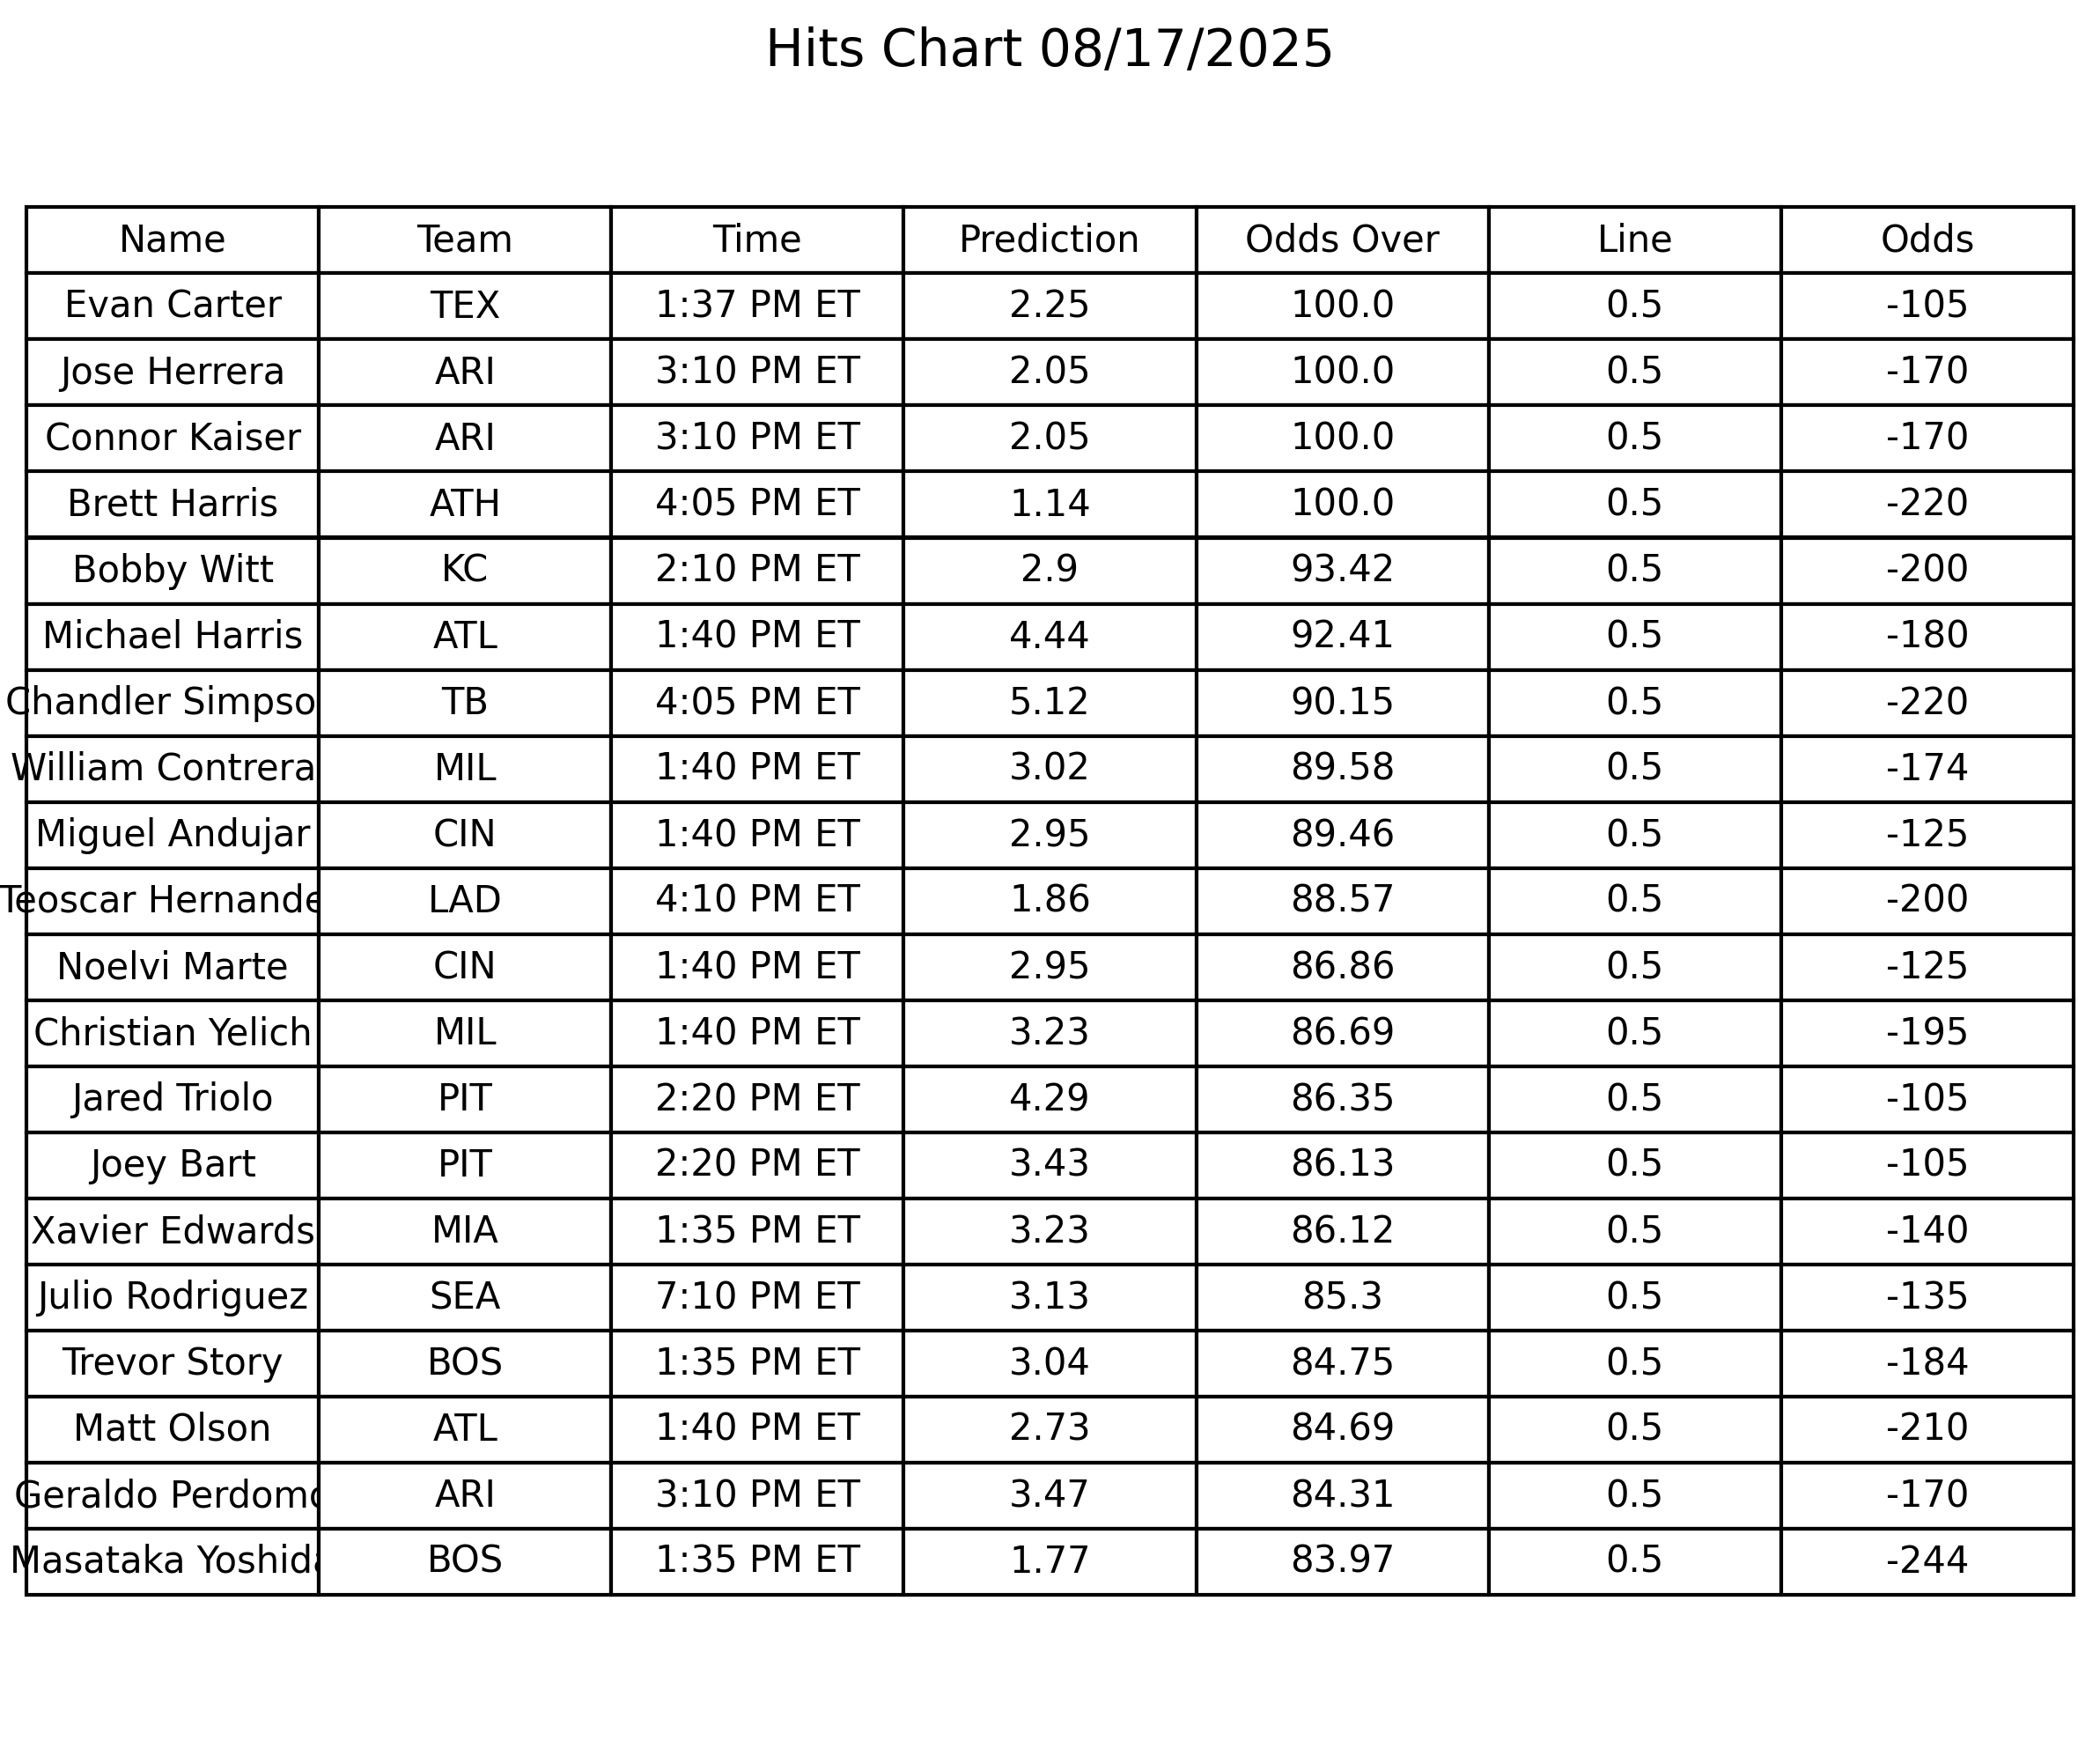 Hits Chart 08/17/2025
Name Team Time Prediction Odds Over Line Odds
Evan Carter TEX 1:37 PM ET 2.25 100.0 0.5 -105
Jose Herrera ARI 3:10 PM ET 2.05 100.0 0.5 -170
Connor Kaiser ARI 3:10 PM ET 2.05 100.0 0.5 -170
Brett Harris ATH 4:05 PM ET 1.14 100.0 0.5 -220
Bobby Witt KC 2:10 PM ET 2.9 93.42 0.5 -200
Michael Harris ATL 1:40 PM ET 4.44 92.41 0.5 -180
Chandler Simpso TB 4:05 PM ET 5.12 90.15 0.5 -220
William Contrera MIL 1:40 PM ET 3.02 89.58 0.5 -174
Miguel Andujar CIN 1:40 PM ET 2.95 89.46 0.5 -125
Teoscar Hernande LAD 4:10 PM ET 1.86 88.57 0.5 -200
Noelvi Marte CIN 1:40 PM ET 2.95 86.86 0.5 -125
Christian Yelich MIL 1:40 PM ET 3.23 86.69 0.5 -195
Jared Triolo PIT 2:20 PM ET 4.29 86.35 0.5 -105
Joey Bart PIT 2:20 PM ET 3.43 86.13 0.5 -105
Xavier Edwards MIA 1:35 PM ET 3.23 86.12 0.5 -140
Julio Rodriguez SEA 7:10 PM ET 3.13 85.3 0.5 -135
Trevor Story BOS 1:35 PM ET 3.04 84.75 0.5 -184
Matt Olson ATL 1:40 PM ET 2.73 84.69 0.5 -210
Geraldo Perdomo ARI 3:10 PM ET 3.47 84.31 0.5 -170
Masataka Yoshida BOS 1:35 PM ET 1.77 83.97 0.5 -244